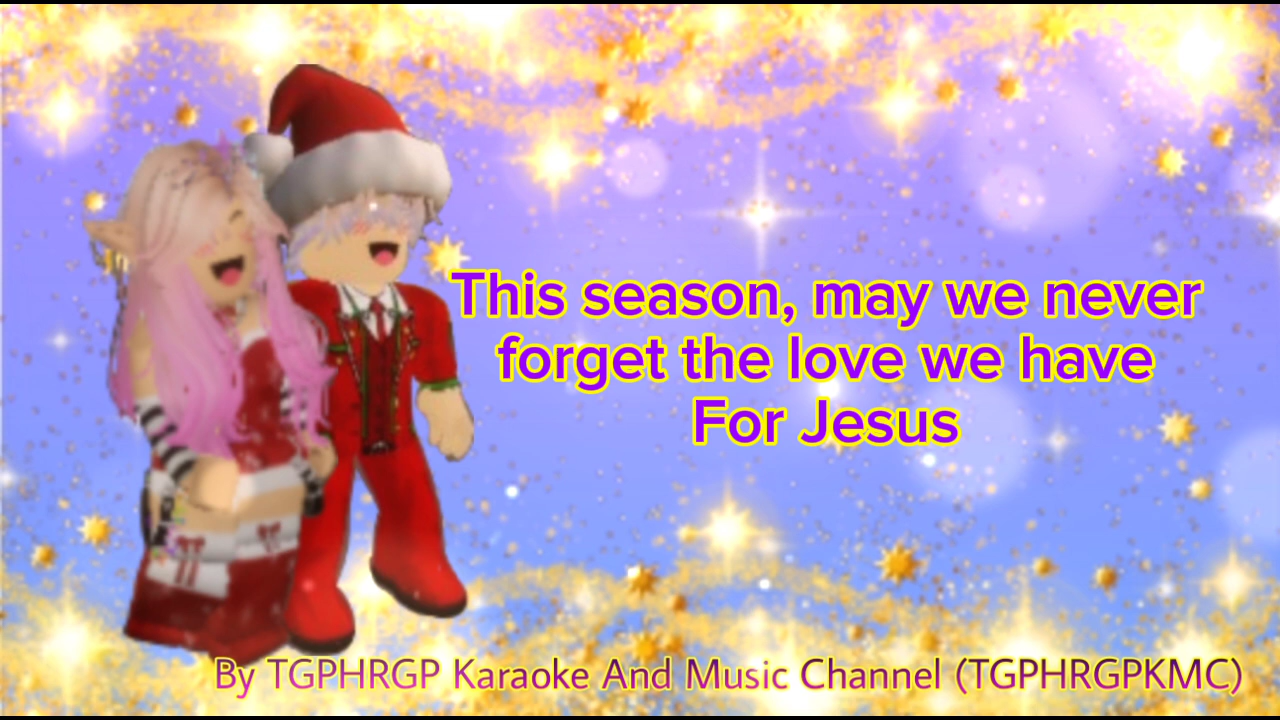 This season, may we never
forget the love we have
For Jesus
By TGPHRGP Karaoke And Music Channel (TGPHRGPKMC)